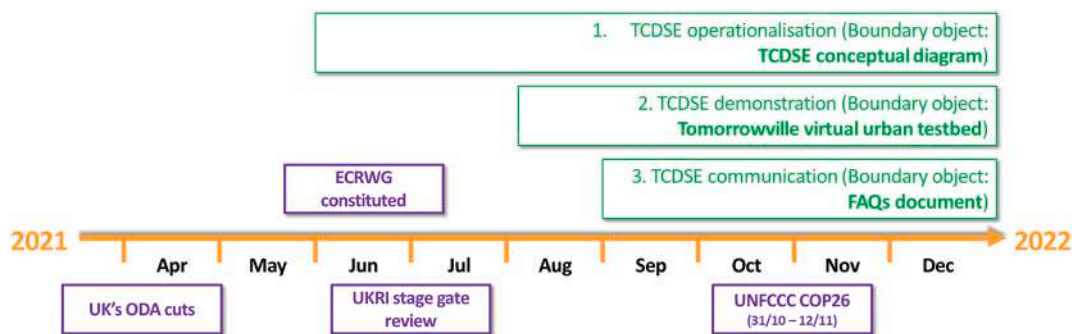 1. TCDSE operationalisation (Boundary object:
TCDSE conceptual diagram)
2. TCDSE demonstration (Boundary object:
Tomorrowville virtual urban testbed)
3. TCDSE communication (Boundary object:
FAQs document)
ECRWG
constituted
2021
2022
Apr May Jun Jul Aug Sep Oct Nov Dec
UK's ODA cuts
UKRI stage gate
review
UNFCCC COP26
(31/10 – 12/11)